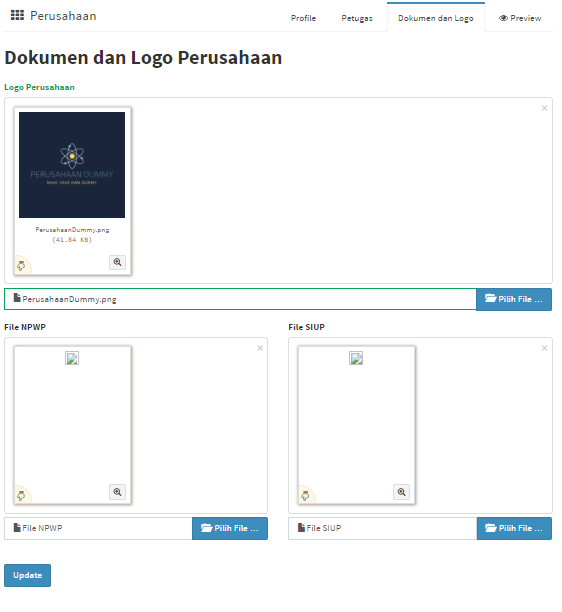 Perusahaan
Profile
Petugas
Dokumen dan Logo
Preview
Dokumen dan Logo Perusahaan
Logo Perusahaan
×
PERUSAHAAN DUMMY
MAKE YOUR OWN DUMMY
PerusahaanDummy.png
(41.84 KB)
PerusahaanDummy.png
Pilih File ...
File NPWP
File SIUP
×
×
File NPWP
Pilih File ...
File SIUP
Pilih File ...
Update